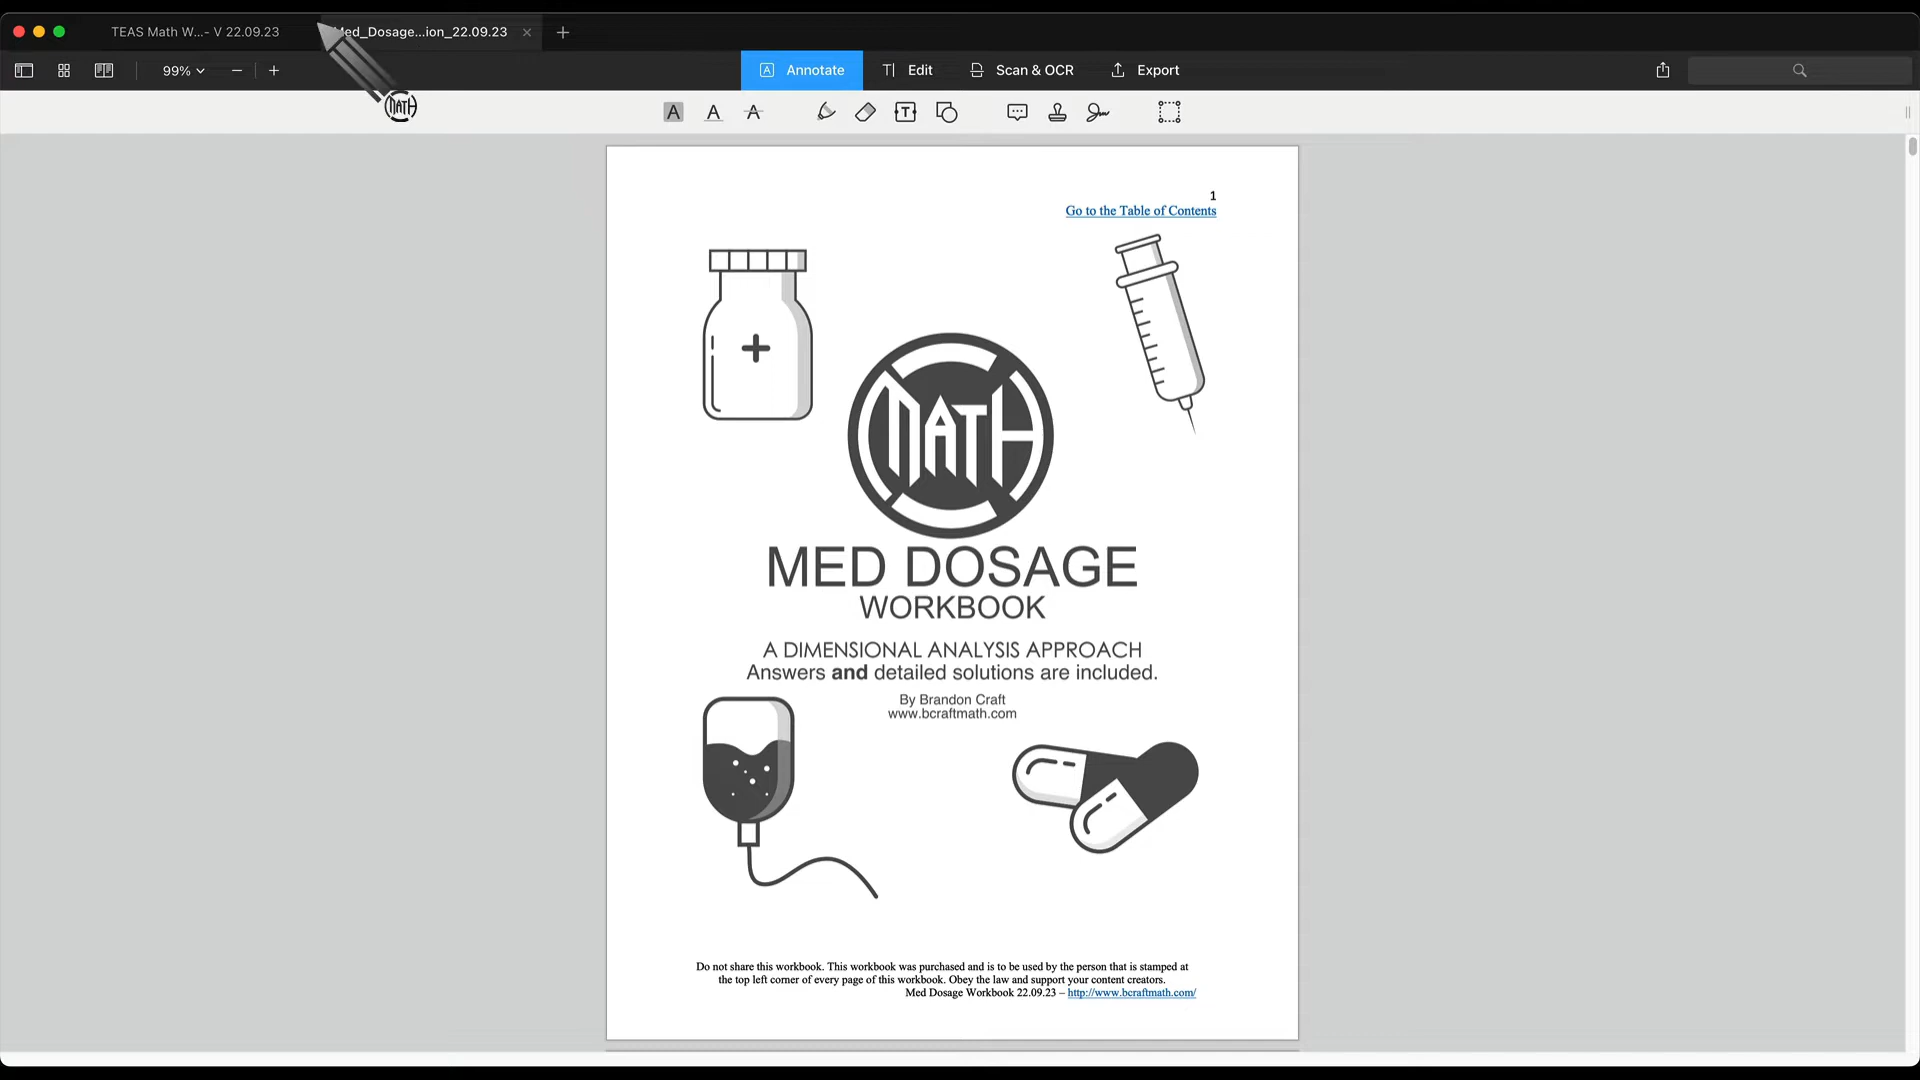 TEAS Math W...- V 22.09.23
Med_Dosage...ion_22.09.23
99%
Annotate
Edit
Scan & OCR
Export
MATH
1
Go to the Table of Contents
MATH
MED DOSAGE
WORKBOOK
A DIMENSIONAL ANALYSIS APPROACH
Answers and detailed solutions are included.
By Brandon Craft
www.bcraftmath.com
Do not share this workbook. This workbook was purchased and is to be used by the person that is stamped at
the top left corner of every page of this workbook. Obey the law and support your content creators.
Med Dosage Workbook 22.09.23 – http://www.bcraftmath.com/